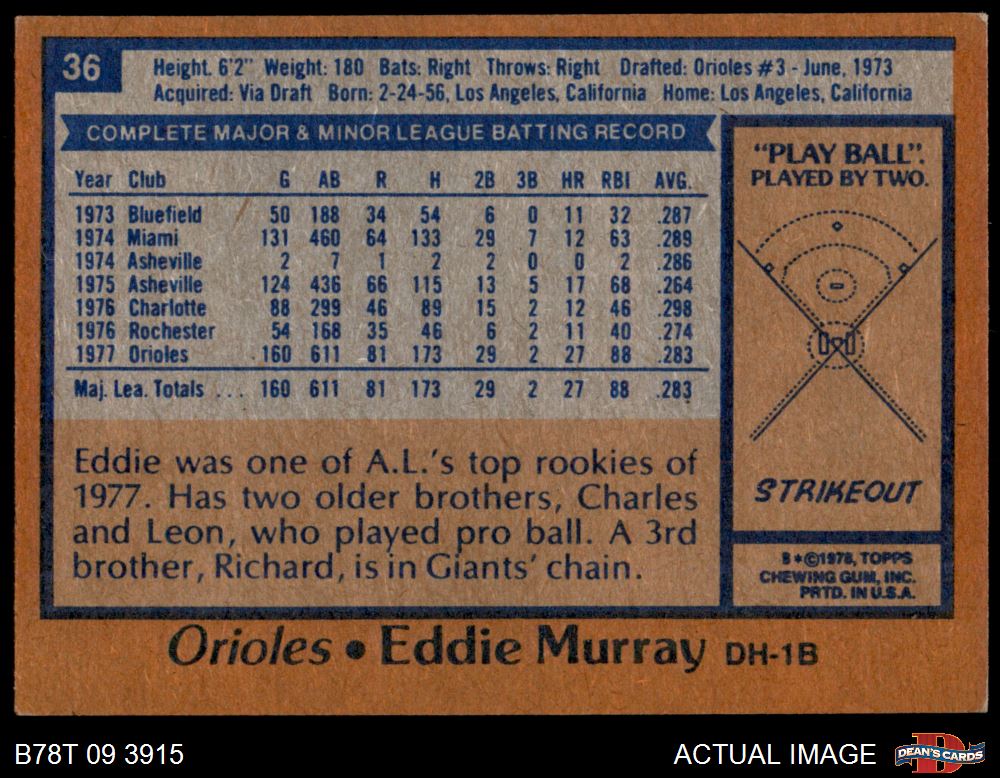 36
Height. 6'2" Weight: 180 Bats: Right Throws: Right Drafted: Orioles #3 - June, 1973
Acquired: Via Draft Born: 2-24-56, Los Angeles, California Home: Los Angeles, California
COMPLETE MAJOR & MINOR LEAGUE BATTING RECORD
Year Club G AB R H 2B 3B HR RBI AVG.
1973 Bluefield 50 188 34 54 6 0 11 32 .287
1974 Miami 131 460 64 133 29 7 12 63 .289
1974 Asheville 2 7 1 2 2 0 0 2 .286
1975 Asheville 124 436 66 115 13 5 17 68 .264
1976 Charlotte 88 299 46 89 15 2 12 46 .298
1976 Rochester 54 168 35 46 6 2 11 40 .274
1977 Orioles 160 611 81 173 29 2 27 88 .283
Maj. Lea. Totals ... 160 611 81 173 29 2 27 88 .283
Eddie was one of A.L.'s top rookies of
1977. Has two older brothers, Charles
and Leon, who played pro ball. A 3rd
brother, Richard, is in Giants' chain.
"PLAY BALL".
PLAYED BY TWO.
STRIKEOUT
B*©1978, TOPPS
CHEWING GUM, INC.
PRTD. IN U.S.A.
Orioles • Eddie Murray DH-1B
B78T 09 3915
ACTUAL IMAGE
DEAN'S CARDS